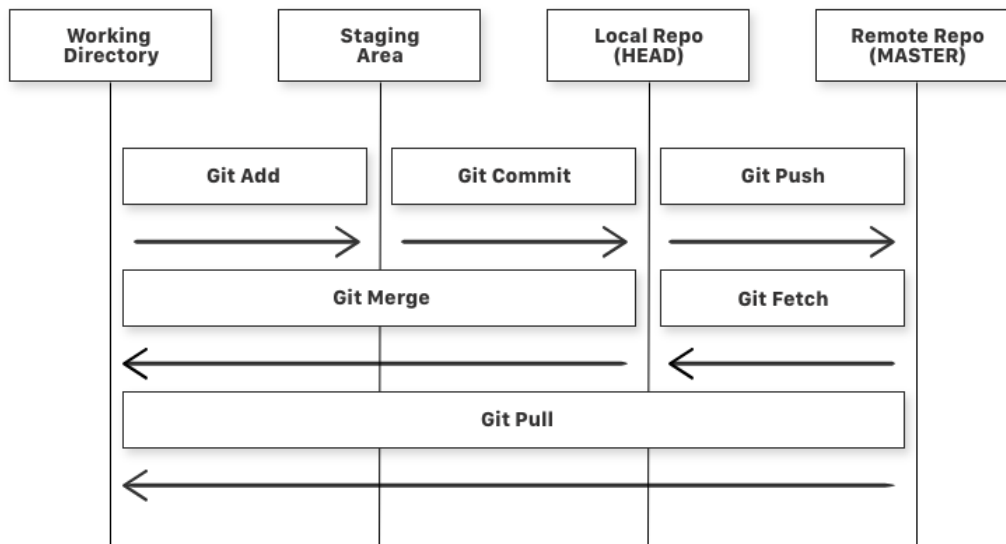 Working
Directory
Staging
Area
Local Repo
(HEAD)
Remote Repo
(MASTER)
Git Add
Git Commit
Git Push
Git Merge
Git Fetch
Git Pull